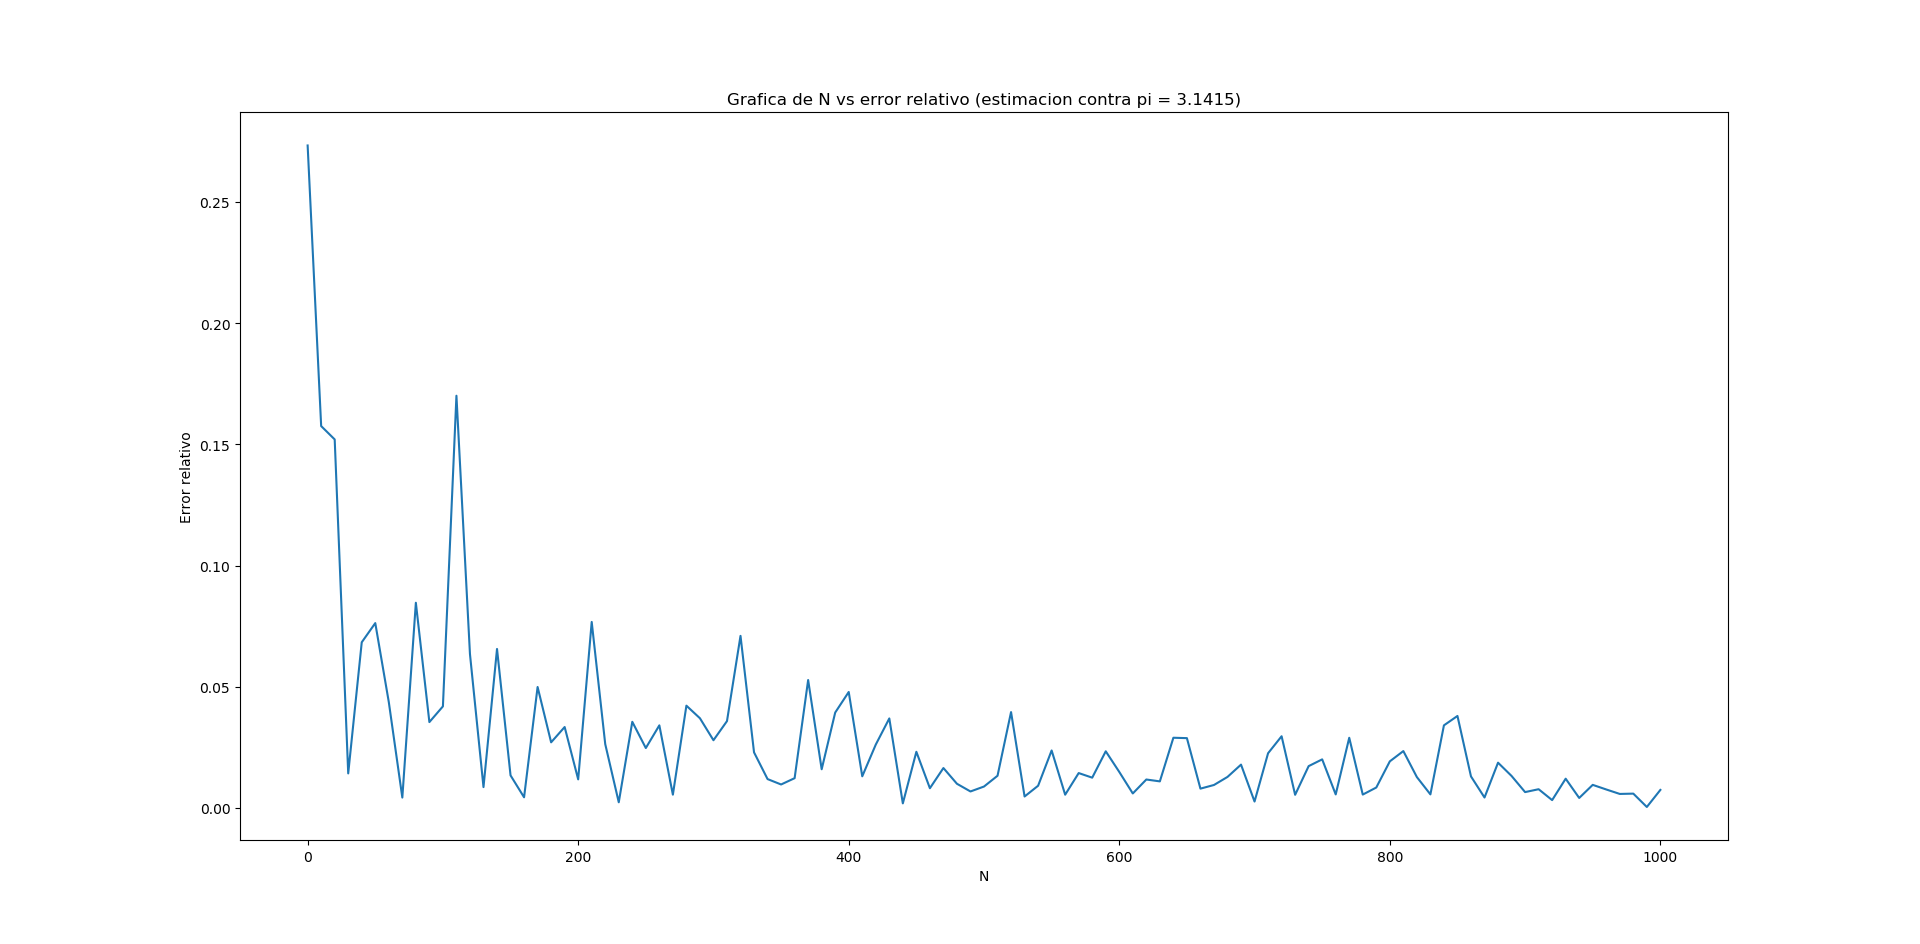 Grafica de N vs error relativo (estimacion contra pi = 3.1415)
0.25
0.20
0.15
0.10
0.05
0.00
Error relativo
0 200 400 600 800 1000
N